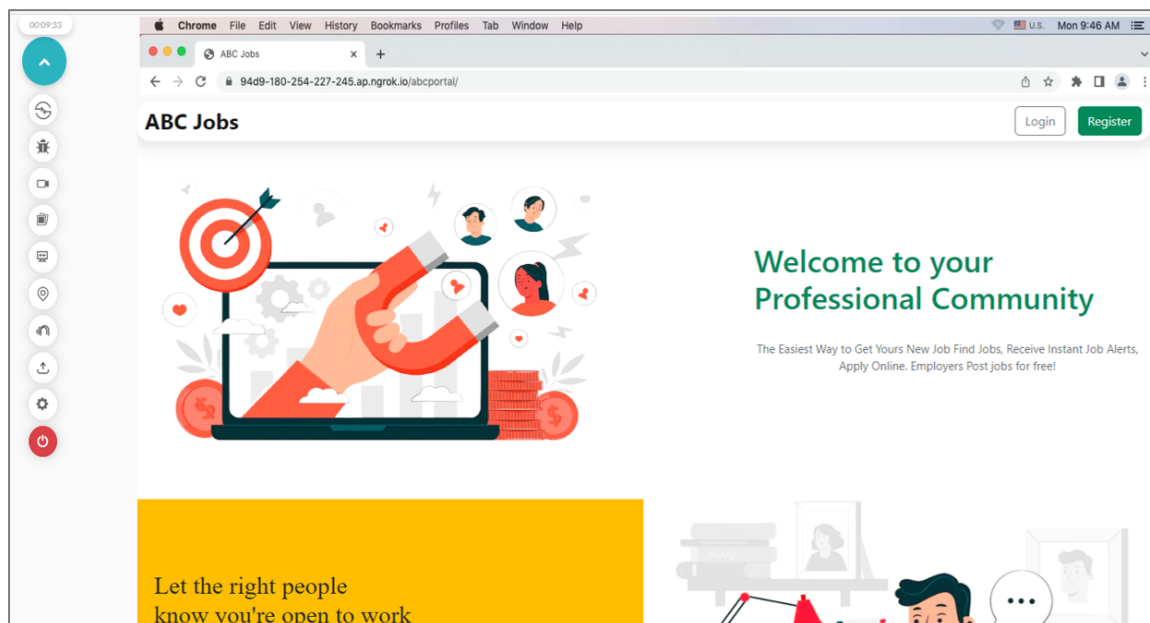 00:09:33
Chrome File Edit View History Bookmarks Profiles Tab Window Help
U.S. Mon 9:46 AM
ABC Jobs
94d9-180-254-227-245.ap.ngrok.io/abcportal/
ABC Jobs
Login
Register
Welcome to your
Professional Community
The Easiest Way to Get Yours New Job Find Jobs, Receive Instant Job Alerts,
Apply Online. Employers Post jobs for free!
Let the right people
know you're open to work